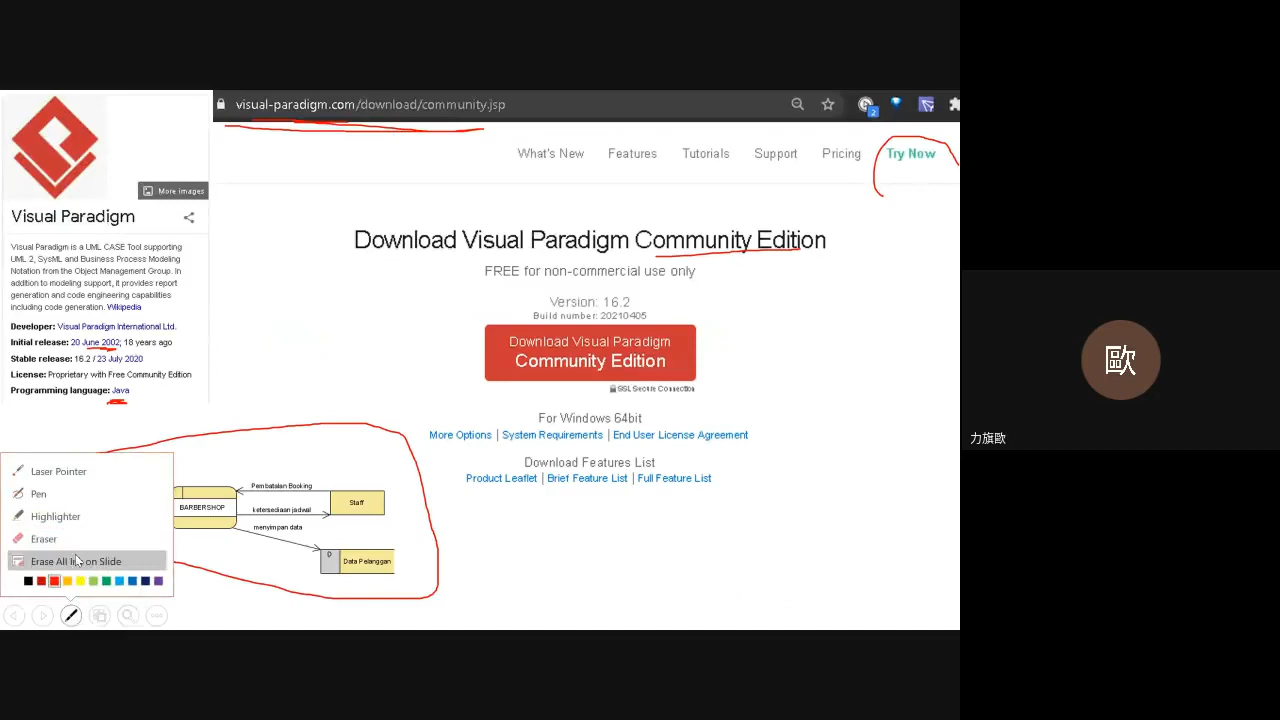 visual-paradigm.com/download/community.jsp
2
What's New
Features
Tutorials
Support
Pricing
Try Now
More images
Visual Paradigm
Visual Paradigm is a UML CASE Tool supporting
UML 2, SysML and Business Process Modeling
Notation from the Object Management Group. In
addition to modeling support, it provides report
generation and code engineering capabilities
including code generation. Wikipedia
Developer: Visual Paradigm International Ltd.
Initial release: 20 June 2002; 18 years ago
Stable release: 16.2 / 23 July 2020
License: Proprietary with Free Community Edition
Programming language: Java
Download Visual Paradigm Community Edition
FREE for non-commercial use only
Version: 16.2
Build number: 20210405
Download Visual Paradigm
Community Edition
SSL Secure Connection
For Windows 64bit
More Options | System Requirements | End User License Agreement
Download Features List
Product Leaflet | Brief Feature List | Full Feature List
Laser Pointer
Pen
Highlighter
Eraser
Erase All Ink on Slide
BARBERSHOP
Pembatalan Booking
Staff
ketersediaan jadwal
menyimpan data
D
Data Pelanggan
歐
力旗歐